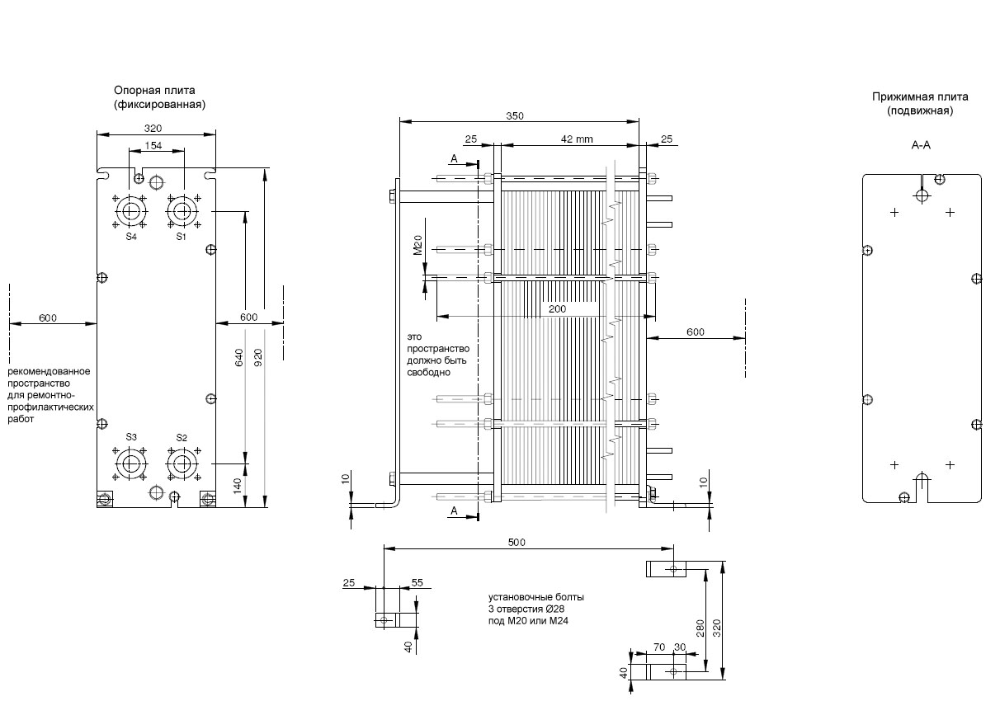 Опорная плита
(фиксированная)
320
154
S4
S1
600
600
640
920
рекомендованное
пространство
для ремонтно-
профилактических
работ
S3
S2
140
350
25
42 mm
25
A
M20
200
это
пространство
должно быть
свободно
600
10
10
A
500
25
55
40
установочные болты
3 отверстия Ø28
под М20 или М24
280
320
70
30
40
Прижимная плита
(подвижная)
А-А